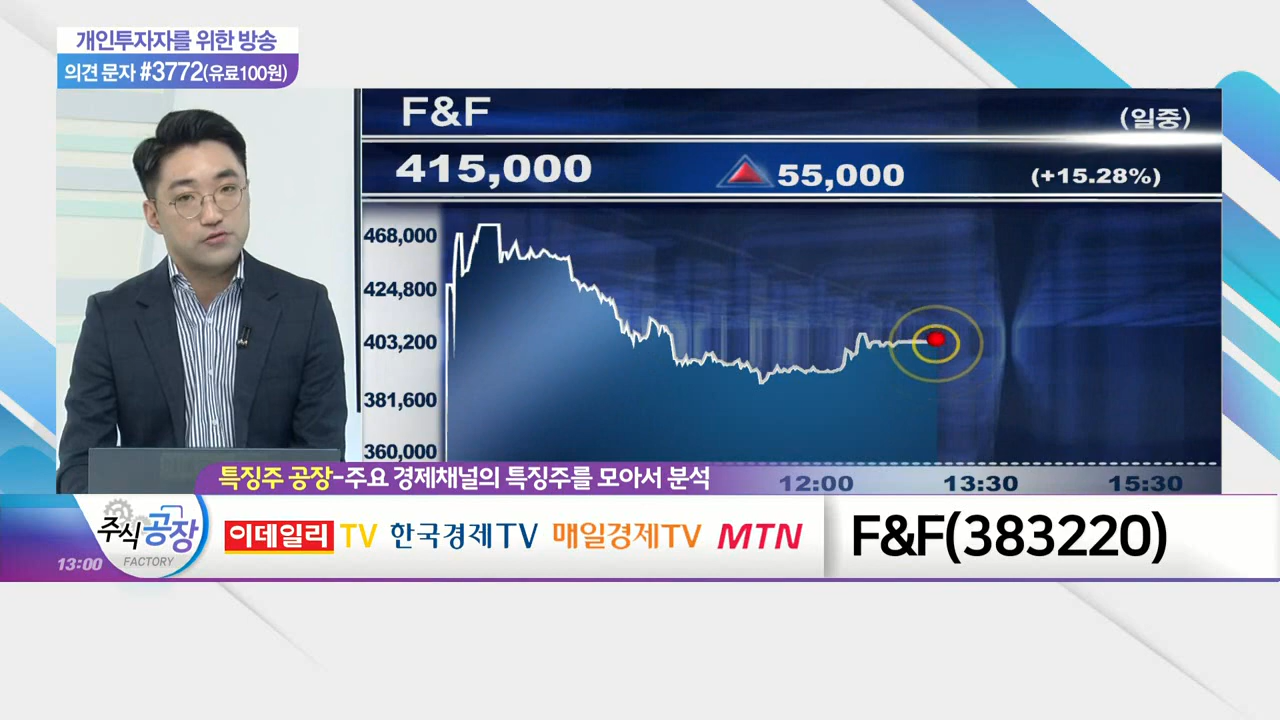 개인투자자를 위한 방송
의견 문자 #3772(유료100원)
F&F
(일중)
415,000
55,000
(+15.28%)
468,000
424,800
403,200
381,600
360,000
12:00
13:30
15:30
특징주 공장-주요 경제채널의 특징주를 모아서 분석
주식공장
FACTORY
13:00
이데일리 TV 한국경제TV 매일경제TV MTN
F&F(383220)